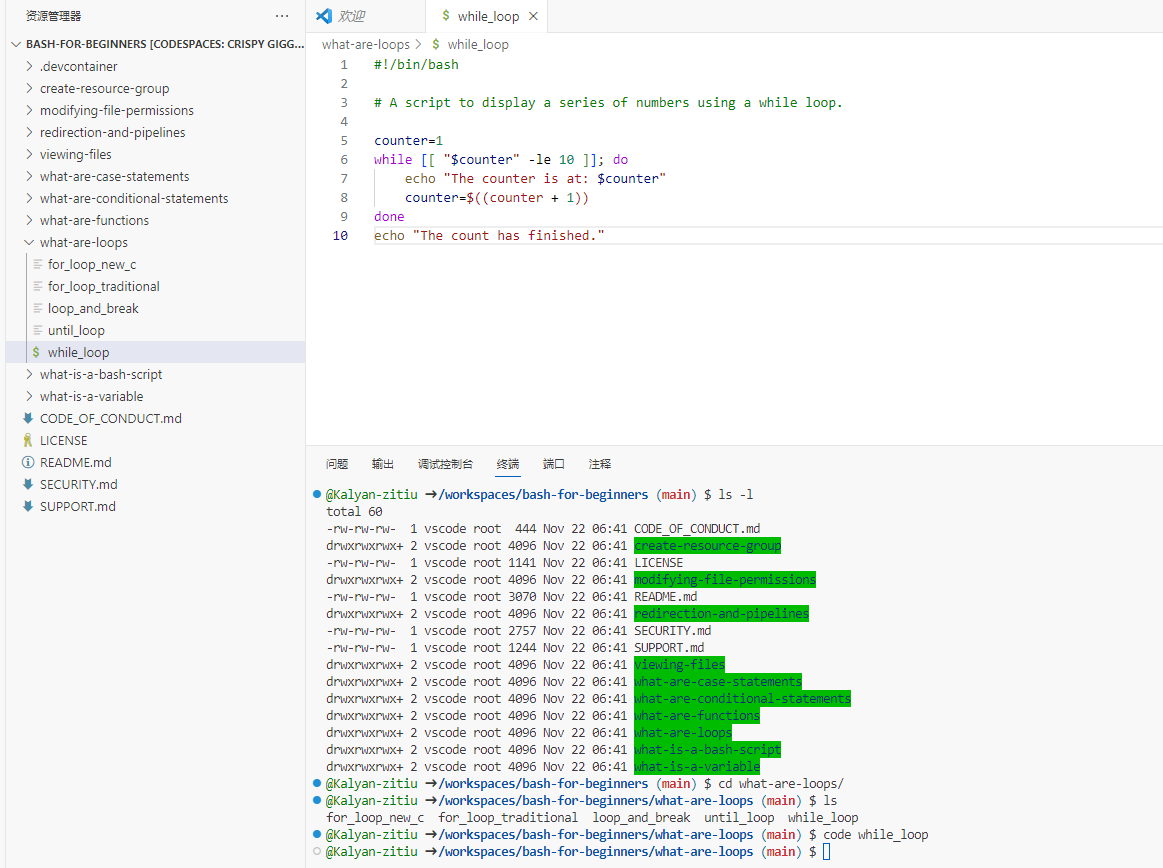 资源管理器 ···
BASH-FOR-BEGINNERS [CODESPACES: CRISPY GIGG...
.devcontainer
create-resource-group
modifying-file-permissions
redirection-and-pipelines
viewing-files
what-are-case-statements
what-are-conditional-statements
what-are-functions
what-are-loops
for_loop_new_c
for_loop_traditional
loop_and_break
until_loop
$ while_loop
what-is-a-bash-script
what-is-a-variable
CODE_OF_CONDUCT.md
LICENSE
README.md
SECURITY.md
SUPPORT.md
欢迎 $ while_loop
what-are-loops > $ while_loop
1 #!/bin/bash
2
3 # A script to display a series of numbers using a while loop.
4
5 counter=1
6 while [[ "$counter" -le 10 ]]; do
7 echo "The counter is at: $counter"
8 counter=$((counter + 1))
9 done
10 echo "The count has finished."
问题 输出 调试控制台 终端 端口 注释
@Kalyan-zitiu ➜/workspaces/bash-for-beginners (main) $ ls -l
total 60
-rw-rw-rw- 1 vscode root 444 Nov 22 06:41 CODE_OF_CONDUCT.md
drwxrwxrwx+ 2 vscode root 4096 Nov 22 06:41 create-resource-group
-rw-rw-rw- 1 vscode root 1141 Nov 22 06:41 LICENSE
drwxrwxrwx+ 2 vscode root 4096 Nov 22 06:41 modifying-file-permissions
-rw-rw-rw- 1 vscode root 3070 Nov 22 06:41 README.md
drwxrwxrwx+ 2 vscode root 4096 Nov 22 06:41 redirection-and-pipelines
-rw-rw-rw- 1 vscode root 2757 Nov 22 06:41 SECURITY.md
-rw-rw-rw- 1 vscode root 1244 Nov 22 06:41 SUPPORT.md
drwxrwxrwx+ 2 vscode root 4096 Nov 22 06:41 viewing-files
drwxrwxrwx+ 2 vscode root 4096 Nov 22 06:41 what-are-case-statements
drwxrwxrwx+ 2 vscode root 4096 Nov 22 06:41 what-are-conditional-statements
drwxrwxrwx+ 2 vscode root 4096 Nov 22 06:41 what-are-functions
drwxrwxrwx+ 2 vscode root 4096 Nov 22 06:41 what-are-loops
drwxrwxrwx+ 2 vscode root 4096 Nov 22 06:41 what-is-a-bash-script
drwxrwxrwx+ 2 vscode root 4096 Nov 22 06:41 what-is-a-variable
@Kalyan-zitiu ➜/workspaces/bash-for-beginners (main) $ cd what-are-loops/
@Kalyan-zitiu ➜/workspaces/bash-for-beginners/what-are-loops (main) $ ls
for_loop_new_c for_loop_traditional loop_and_break until_loop while_loop
@Kalyan-zitiu ➜/workspaces/bash-for-beginners/what-are-loops (main) $ code while_loop
@Kalyan-zitiu ➜/workspaces/bash-for-beginners/what-are-loops (main) $